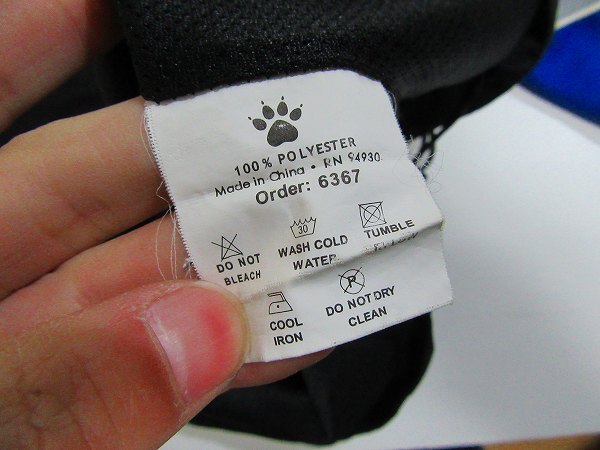 100% POLYESTER
Made in China • RN 94930
Order: 6367
DO NOT BLEACH
30
WASH COLD WATER
TUMBLE
COOL IRON
P
DO NOT DRY CLEAN